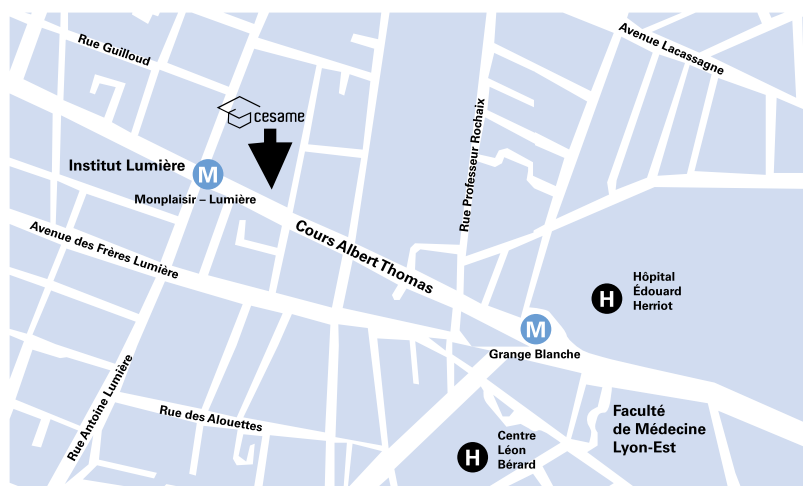 Rue Guilloud
Avenue Lacassagne
cesame
Rue Professeur Rochaix
Institut Lumière
M
Monplaisir – Lumière
Avenue des Frères Lumière
Cours Albert Thomas
H
Hôpital
Édouard
Herriot
M
Grange Blanche
Rue Antoine Lumière
Rue des Alouettes
Faculté
de Médecine
Lyon-Est
H
Centre
Léon
Bérard